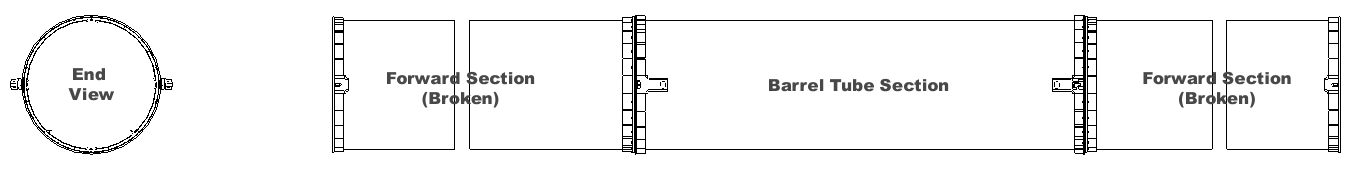 End
View
Forward Section
(Broken)
Barrel Tube Section
Forward Section
(Broken)